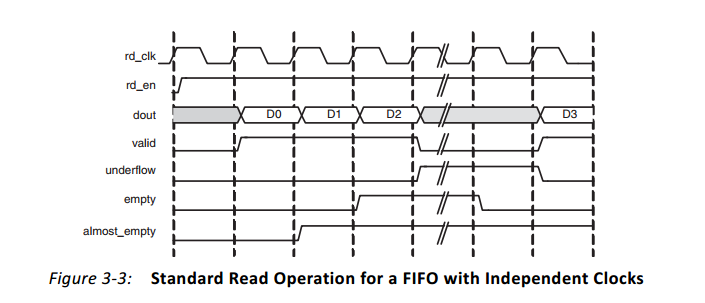 rd_clk
rd_en
dout D0 D1 D2 D3
valid
underflow
empty
almost_empty
Figure 3-3: Standard Read Operation for a FIFO with Independent Clocks